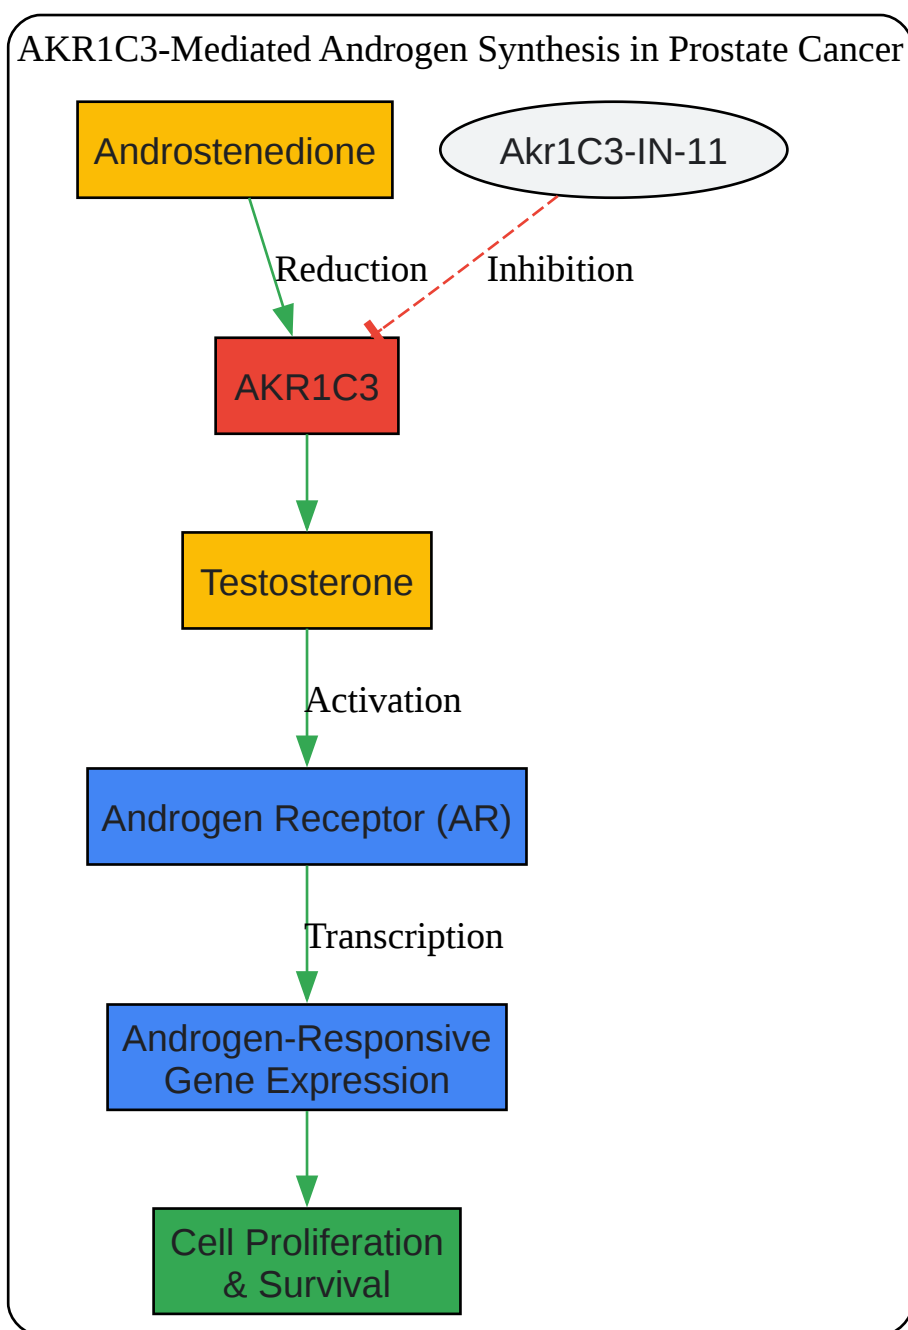 AKR1C3-Mediated Androgen Synthesis in Prostate Cancer
Androstenedione
Akr1C3-IN-11
Reduction
Inhibition
AKR1C3
Testosterone
Activation
Androgen Receptor (AR)
Transcription
Androgen-Responsive
Gene Expression
Cell Proliferation
& Survival